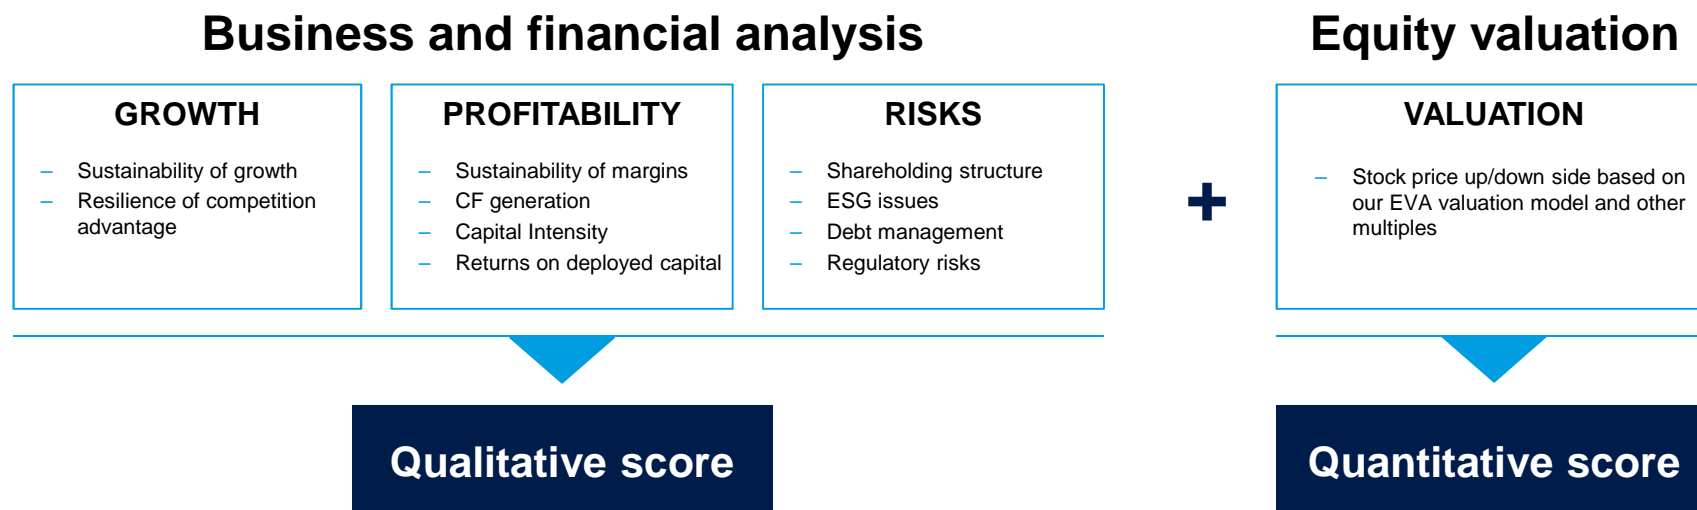 Business and financial analysis
Equity valuation
GROWTH
– Sustainability of growth
– Resilience of competition
advantage
PROFITABILITY
– Sustainability of margins
– CF generation
– Capital Intensity
– Returns on deployed capital
RISKS
– Shareholding structure
– ESG issues
– Debt management
– Regulatory risks
+
VALUATION
– Stock price up/down side based on
our EVA valuation model and other
multiples
Qualitative score
Quantitative score